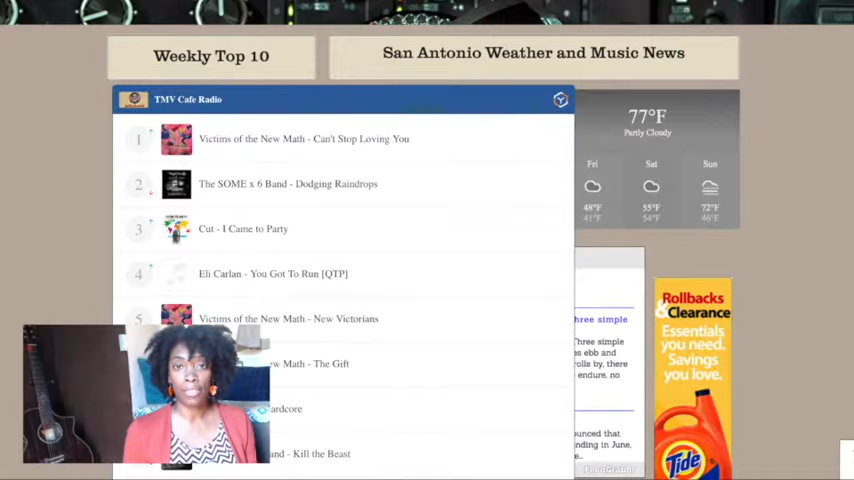 Weekly Top 10
San Antonio Weather and Music News
TMV Cafe Radio
1 Victims of the New Math - Can't Stop Loving You
2 The SOME x 6 Band - Dodging Raindrops
3 Cut - I Came to Party
4 Eli Carlan - You Got To Run [QTP]
5 Victims of the New Math - New Victorians
ew Math - The Gift
ardcore
and - Kill the Beast
77°F
Partly Cloudy
Fri Sat Sun
48°F 55°F 72°F
41°F 54°F 46°F
hree simple
Three simple
es ebb and
rolls by, there
endure, no
ounced that
nding in June,
FeedGrabbr
Rollbacks
&Clearance
Essentials
you need.
Savings
you love.
Tide